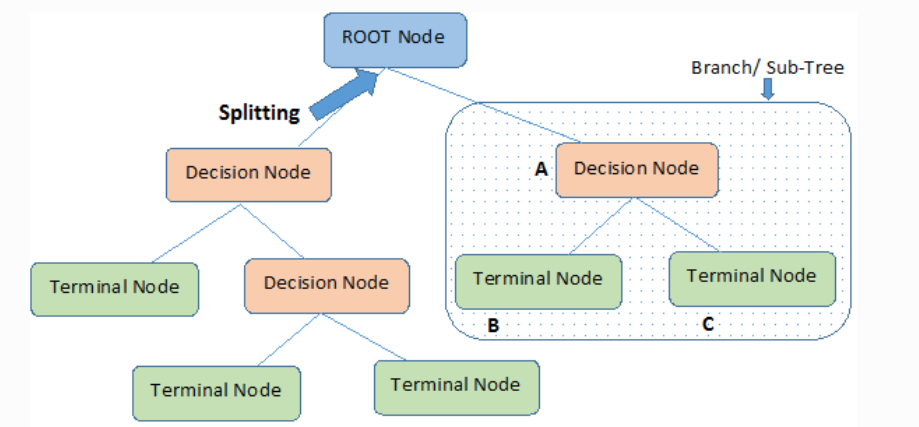 ROOT Node
Branch/ Sub-Tree
Splitting
Decision Node
A
Decision Node
Terminal Node
Decision Node
Terminal Node
Terminal Node
B
C
Terminal Node
Terminal Node